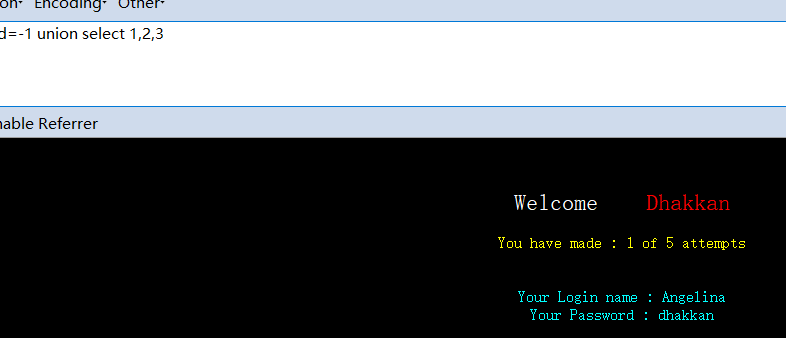 on▾ Encoding▾ Other▾
d=-1 union select 1,2,3
nable Referrer
Welcome Dhakkan
You have made : 1 of 5 attempts
Your Login name : Angelina
Your Password : dhakkan